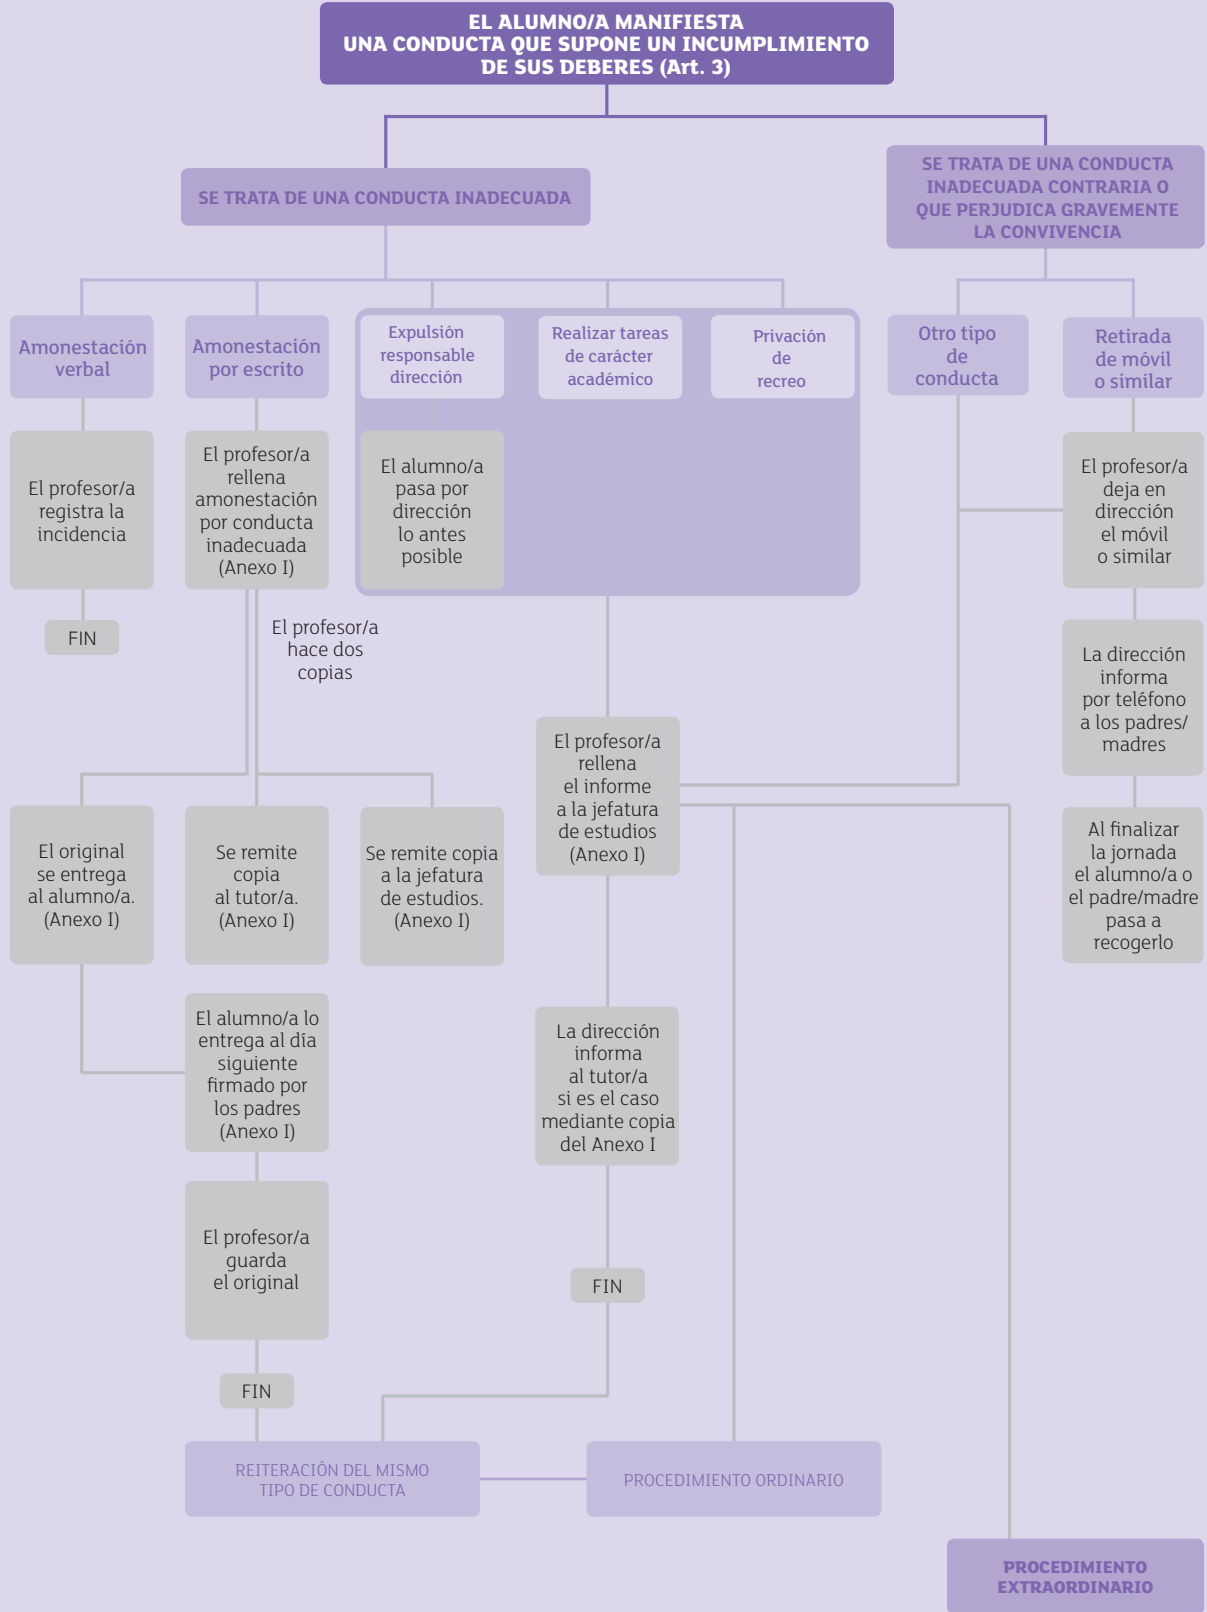 EL ALUMNO/A MANIFIESTA
UNA CONDUCTA QUE SUPONE UN INCUMPLIMIENTO
DE SUS DEBERES (Art. 3)
SE TRATA DE UNA CONDUCTA INADECUADA
SE TRATA DE UNA CONDUCTA
INADECUADA CONTRARIA O
QUE PERJUDICA GRAVEMENTE
LA CONVIVENCIA
Amonestación
verbal
Amonestación
por escrito
Expulsión
responsable
dirección
Realizar tareas
de carácter
académico
Privación
de
recreo
Otro tipo
de
conducta
Retirada
de móvil
o similar
El profesor/a
registra la
incidencia
El profesor/a
rellena
amonestación
por conducta
inadecuada
(Anexo I)
El alumno/a
pasa por
dirección
lo antes
posible
El profesor/a
deja en
dirección
el móvil
o similar
FIN
El profesor/a
hace dos
copias
La dirección
informa
por teléfono
a los padres/
madres
El profesor/a
rellena
el informe
a la jefatura
de estudios
(Anexo I)
El original
se entrega
al alumno/a.
(Anexo I)
Se remite
copia
al tutor/a.
(Anexo I)
Se remite copia
a la jefatura
de estudios.
(Anexo I)
Al finalizar
la jornada
el alumno/a o
el padre/madre
pasa a
recogerlo
El alumno/a lo
entrega al día
siguiente
firmado por
los padres
(Anexo I)
La dirección
informa
al tutor/a
si es el caso
mediante copia
del Anexo I
El profesor/a
guarda
el original
FIN
FIN
REITERACIÓN DEL MISMO
TIPO DE CONDUCTA
PROCEDIMIENTO ORDINARIO
PROCEDIMIENTO
EXTRAORDINARIO